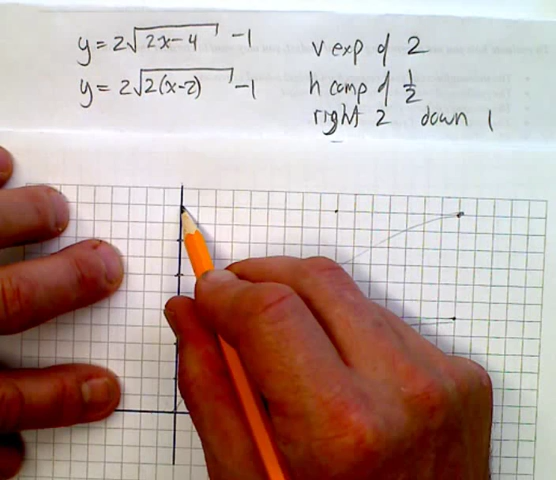 y = 2√(2x-4) -1 v exp of 2
y = 2√(2(x-2)) -1 h comp of 1/2
right 2 down 1